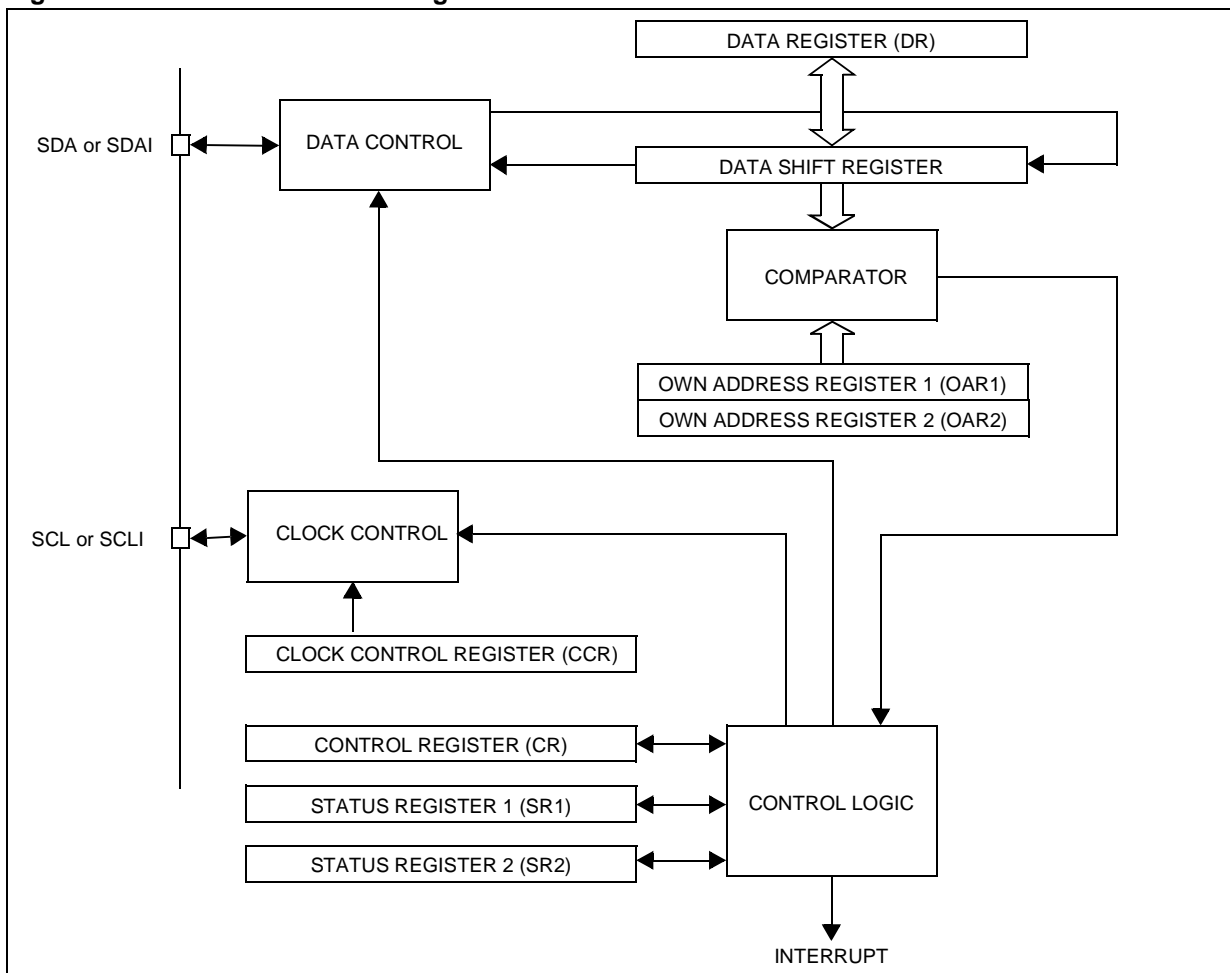 DATA REGISTER (DR)
SDA or SDAI
DATA CONTROL
DATA SHIFT REGISTER
COMPARATOR
OWN ADDRESS REGISTER 1 (OAR1)
OWN ADDRESS REGISTER 2 (OAR2)
SCL or SCLI
CLOCK CONTROL
CLOCK CONTROL REGISTER (CCR)
CONTROL REGISTER (CR)
STATUS REGISTER 1 (SR1)
CONTROL LOGIC
STATUS REGISTER 2 (SR2)
INTERRUPT